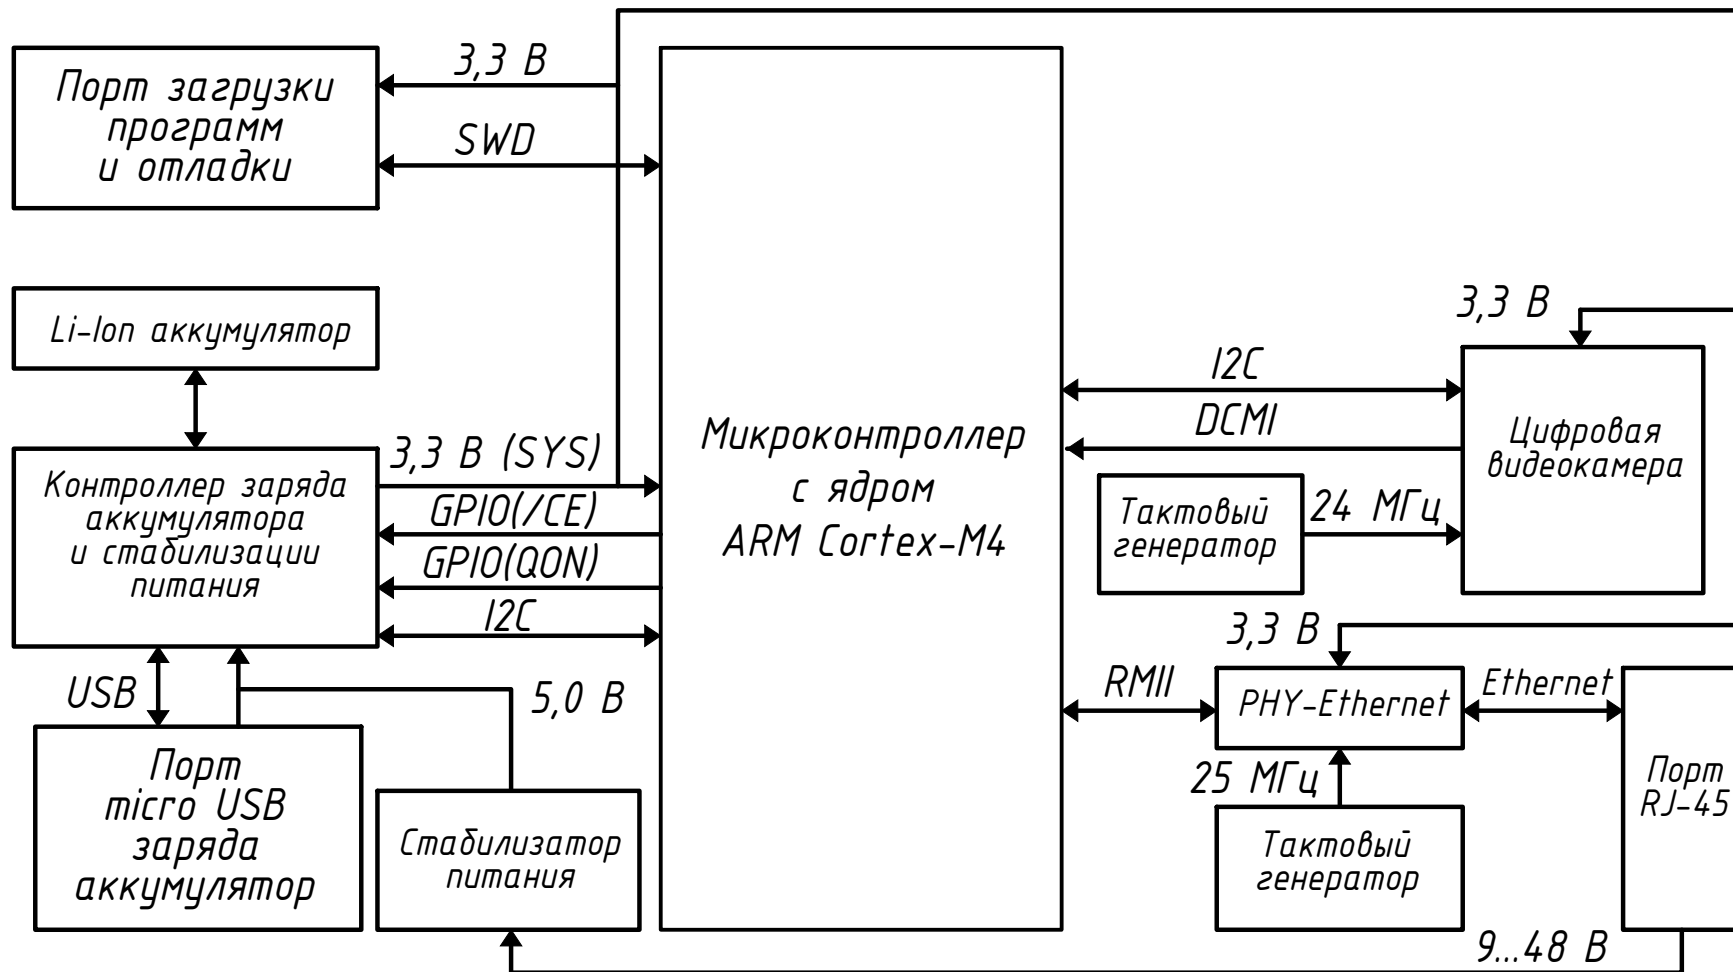 3,3 В
Порт загрузки
программ
и отладки
SWD
Li-Ion аккумулятор
3,3 В (SYS)
Контроллер заряда
аккумулятора
и стабилизации
питания
GPIO(/CE)
GPIO(QON)
I2C
USB
5,0 В
Порт
micro USB
заряда
аккумулятор
Стабилизатор
питания
Микроконтроллер
с ядром
ARM Cortex-M4
3,3 В
I2C
DCMI
Цифровая
видеокамера
Тактовый
генератор
24 МГц
3,3 В
RMII
PHY-Ethernet
Ethernet
25 МГц
Тактовый
генератор
Порт
RJ-45
9...48 В